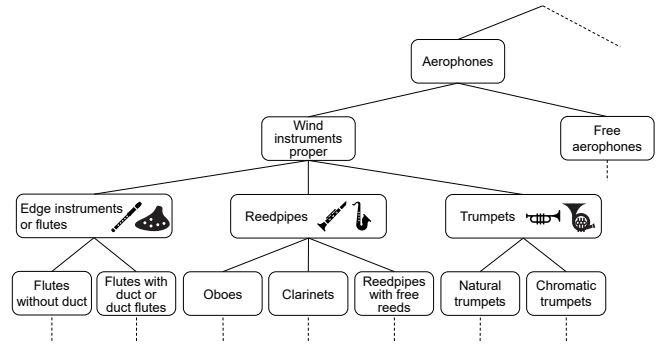 Aerophones
Wind
instruments
proper
Free
aerophones
Edge instruments
or flutes
Reedpipes
Trumpets
Flutes
without duct
Flutes with
duct or
duct flutes
Oboes
Clarinets
Reedpipes
with free
reeds
Natural
trumpets
Chromatic
trumpets